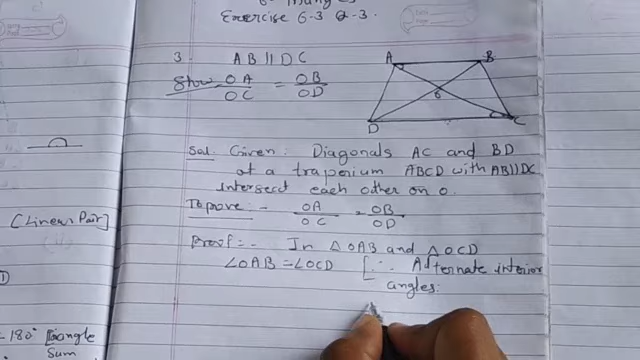 Exercise 6.3 Q.3.
3 AB || DC
Show OA/OC = OB/OD
A B
O
D C
Sol. Given: Diagonals AC and BD
of a trapezium ABCD with AB||DC
intersect each other on O.
To prove:- OA/OC = OB/OD
Proof:- In △OAB and △OCD
∠OAB = ∠OCD [∵ Alternate interior
angles.
[Linear Pair]
= 180° [Triangle
Sum